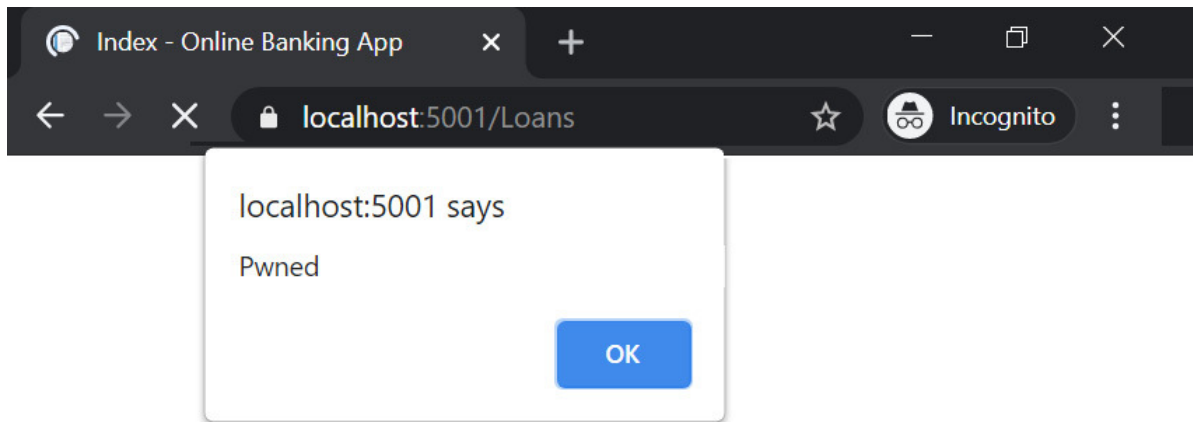 Index - Online Banking App
localhost:5001/Loans
Incognito
localhost:5001 says
Pwned
OK